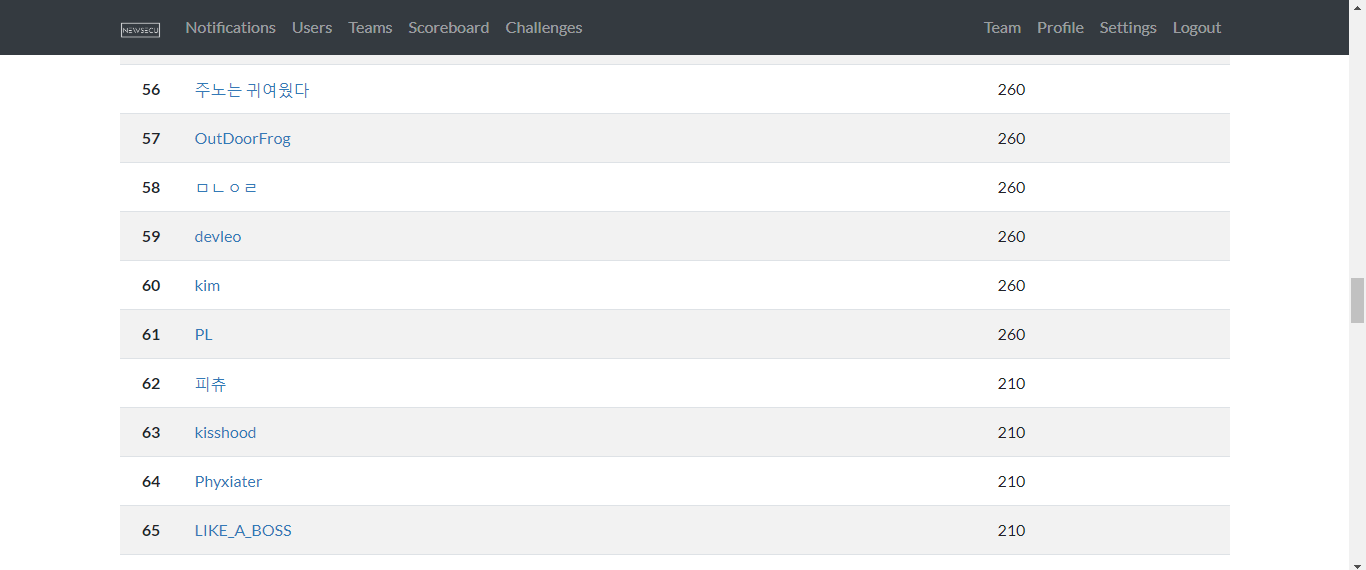 NEWSECU Notifications Users Teams Scoreboard Challenges Team Profile Settings Logout
56 주노는 귀여웠다 260
57 OutDoorFrog 260
58 ㅁㄴㅇㄹ 260
59 devleo 260
60 kim 260
61 PL 260
62 피츄 210
63 kisshood 210
64 Phyxiater 210
65 LIKE_A_BOSS 210